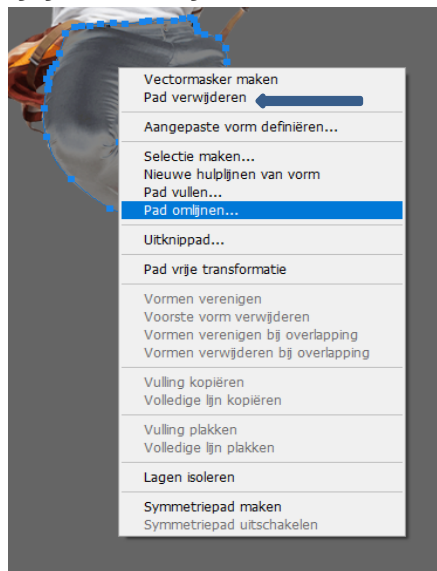 Vectormasker maken
Pad verwijderen
Aangepaste vorm definiëren...
Selectie maken...
Nieuwe hulplijnen van vorm
Pad vullen...
Pad omlijnen...
Uitknippad...
Pad vrije transformatie
Vormen verenigen
Voorste vorm verwijderen
Vormen verenigen bij overlapping
Vormen verwijderen bij overlapping
Vulling kopiëren
Volledige lijn kopiëren
Vulling plakken
Volledige lijn plakken
Lagen isoleren
Symmetriepad maken
Symmetriepad uitschakelen